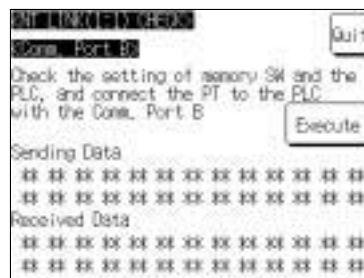 NT LINK(1-1) CHECK
Quit
(Comm. Port B)
Check the setting of memory SW and the
PLC, and connect the PT to the PLC
with the Comm. Port B
Execute
Sending Data
** ** ** ** ** ** ** ** ** ** ** **
** ** ** ** ** ** ** ** ** ** ** **
Received Data
** ** ** ** ** ** ** ** ** ** ** **
** ** ** ** ** ** ** ** ** ** ** **